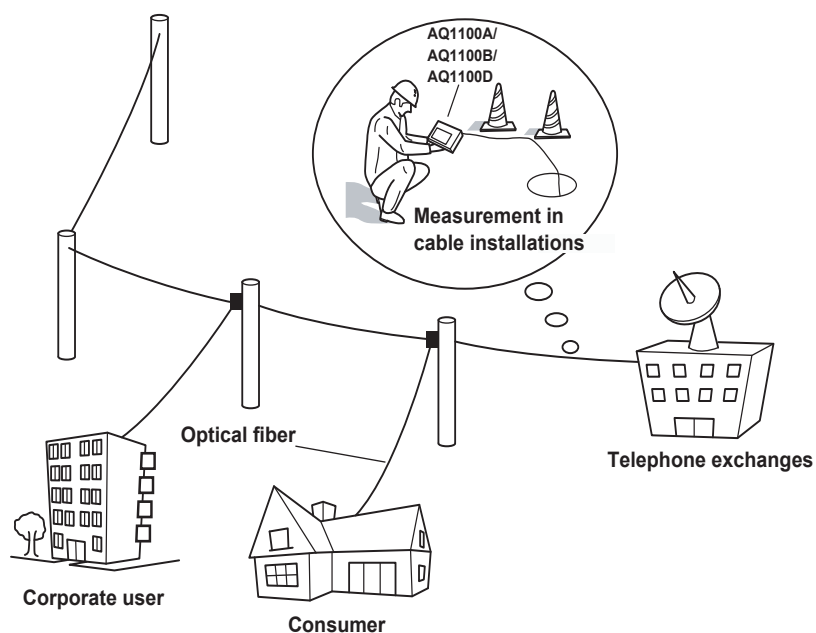 AQ1100A/
AQ1100B/
AQ1100D
Measurement in
cable installations
Optical fiber
Telephone exchanges
Corporate user
Consumer